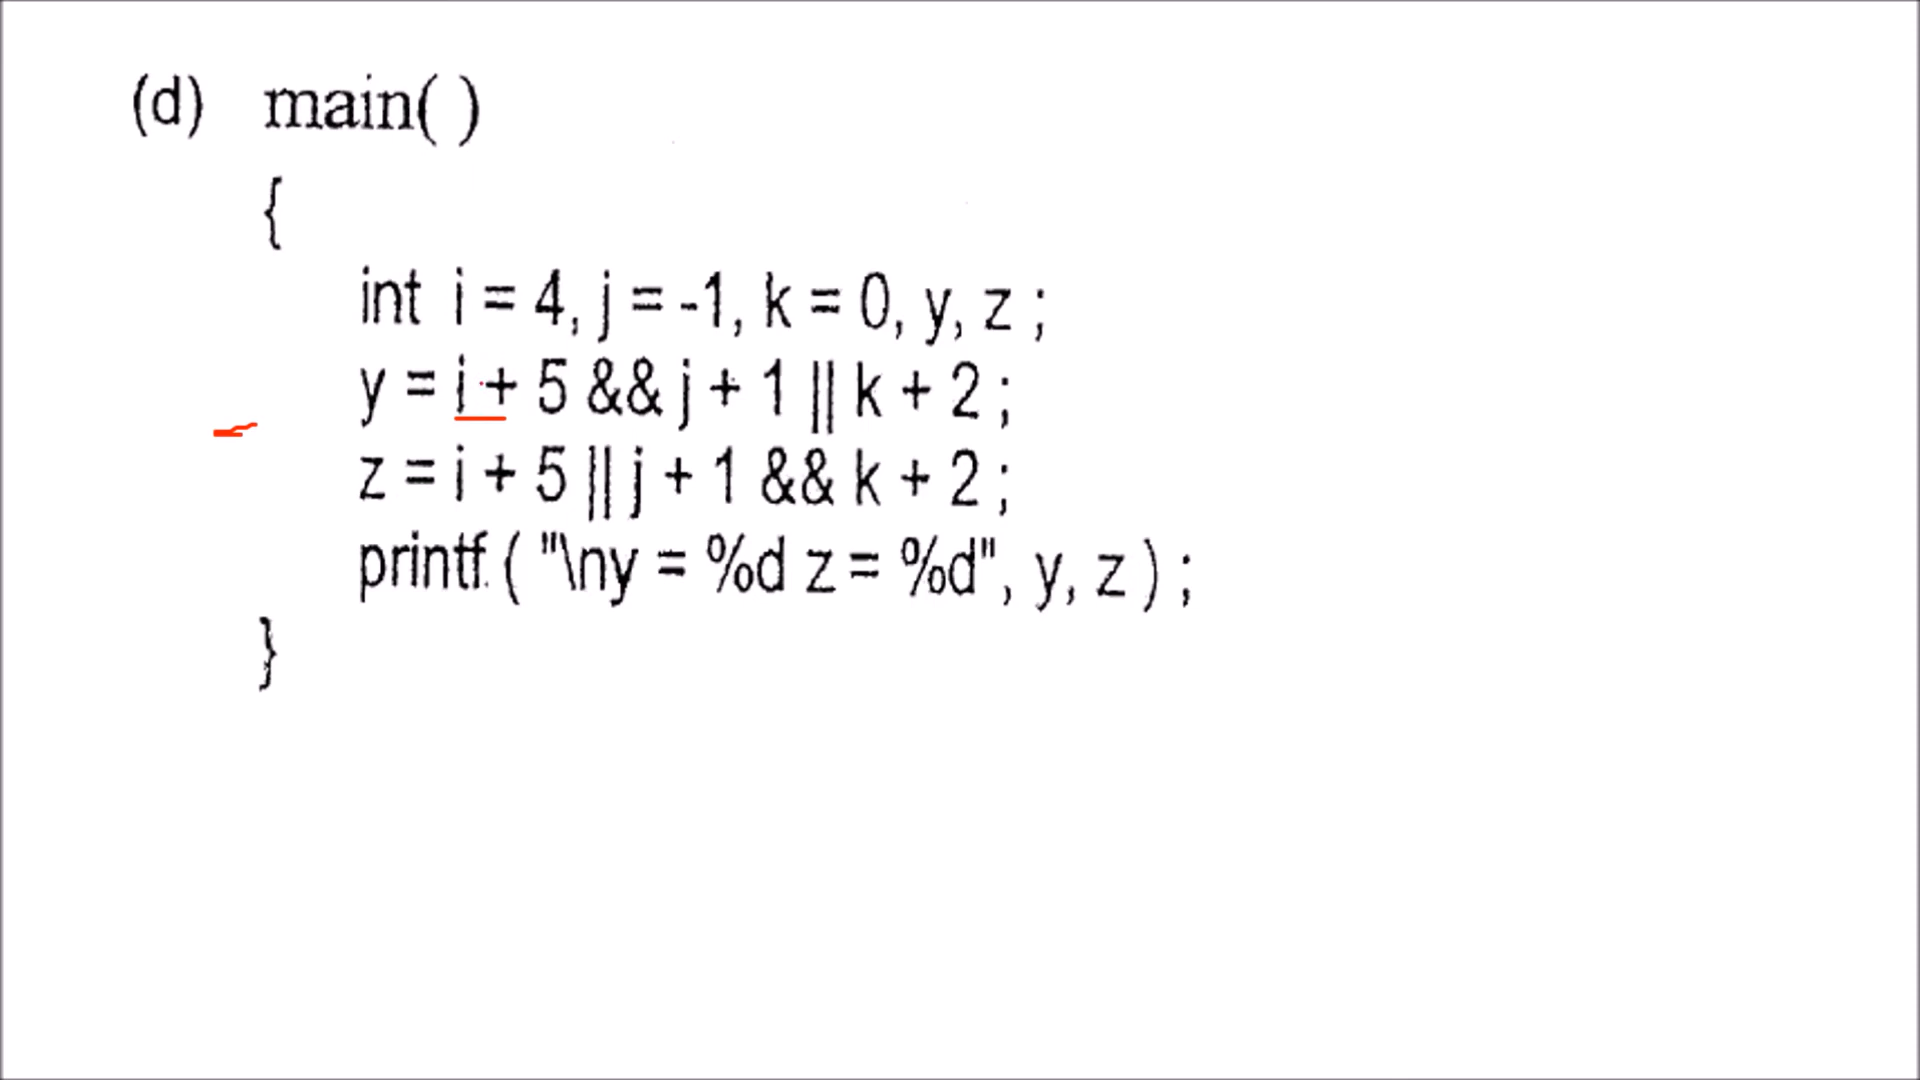 (d) main( )
{
int i = 4, j = -1, k = 0, y, z ;
y = i + 5 && j + 1 || k + 2 ;
z = i + 5 || j + 1 && k + 2 ;
printf ( "\ny = %d z = %d", y, z ) ;
}